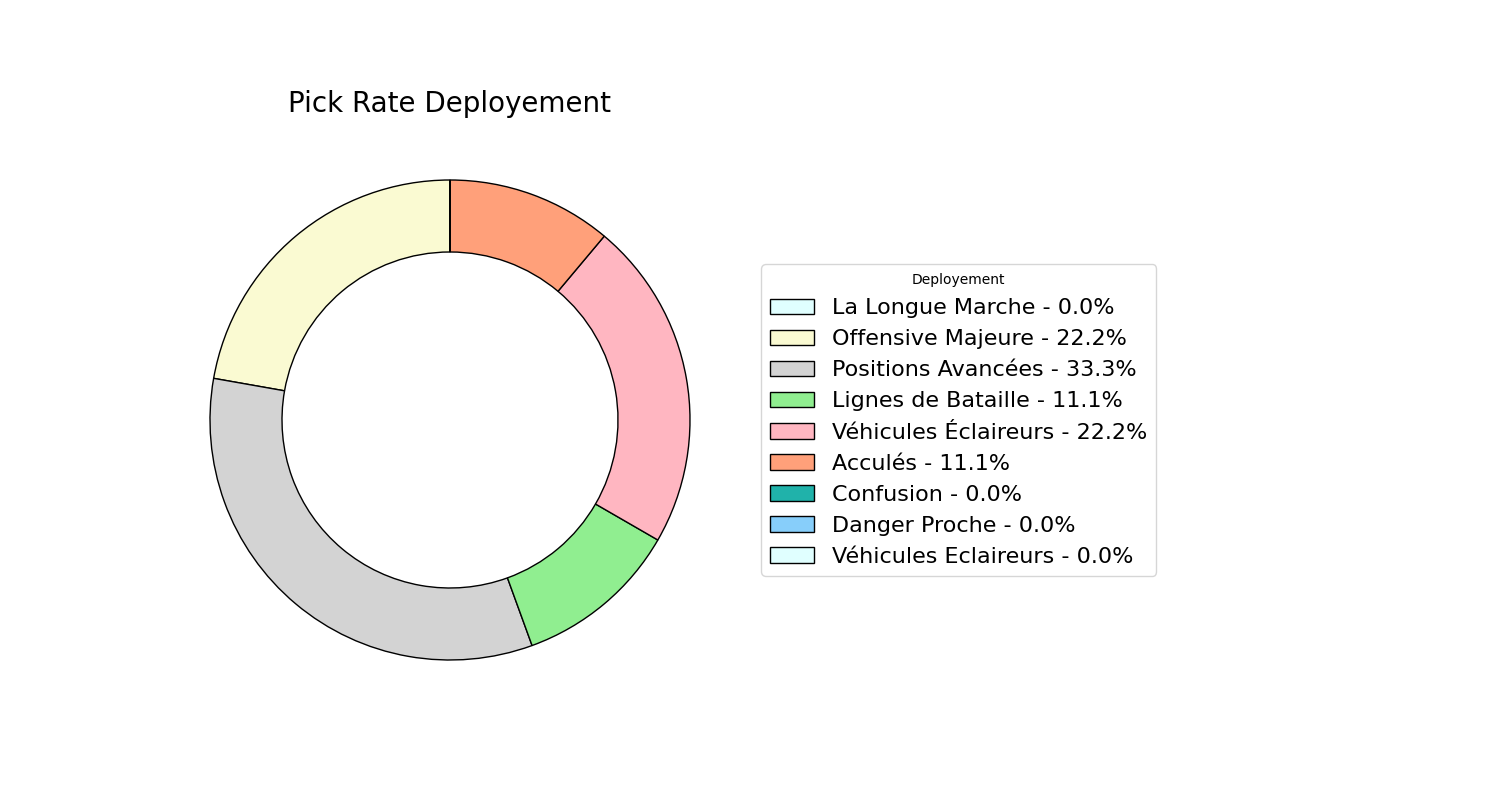 Pick Rate Deployement
Deployement
La Longue Marche - 0.0%
Offensive Majeure - 22.2%
Positions Avancées - 33.3%
Lignes de Bataille - 11.1%
Véhicules Éclaireurs - 22.2%
Acculés - 11.1%
Confusion - 0.0%
Danger Proche - 0.0%
Véhicules Eclaireurs - 0.0%